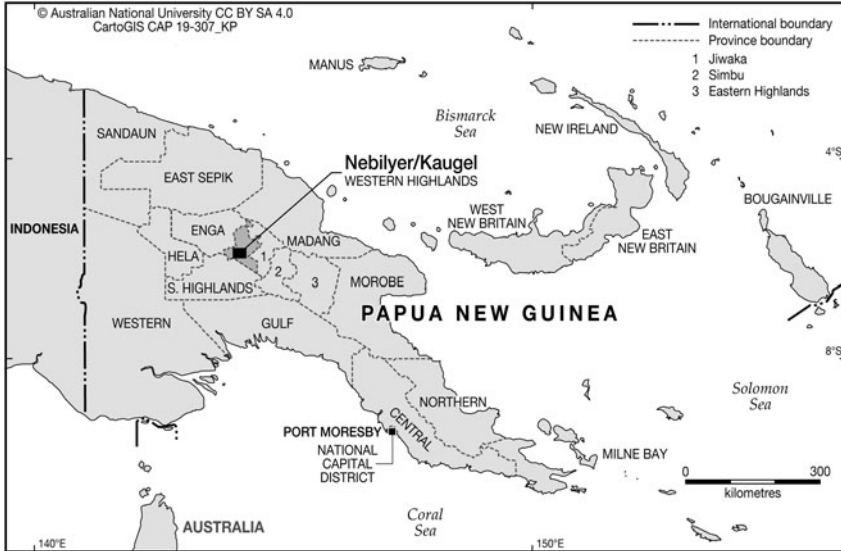 © Australian National University CC BY SA 4.0
CartoGIS CAP 19-307_KP
International boundary
Province boundary
1 Jiwaka
2 Simbu
3 Eastern Highlands
MANUS
Bismarck
Sea
NEW IRELAND
SANDAUN
EAST SEPIK
Nebilyer/Kaugel
WESTERN HIGHLANDS
4°S
BOUGAINVILLE
INDONESIA
ENGA
MADANG
WEST
NEW BRITAIN
EAST
NEW BRITAIN
HELA
1
2
3
S. HIGHLANDS
MOROBE
PAPUA NEW GUINEA
WESTERN
GULF
8°S
NORTHERN
Solomon
Sea
PORT MORESBY
CENTRAL
NATIONAL
CAPITAL
DISTRICT
MILNE BAY
0
300
kilometres
Coral
Sea
AUSTRALIA
140°E
150°E